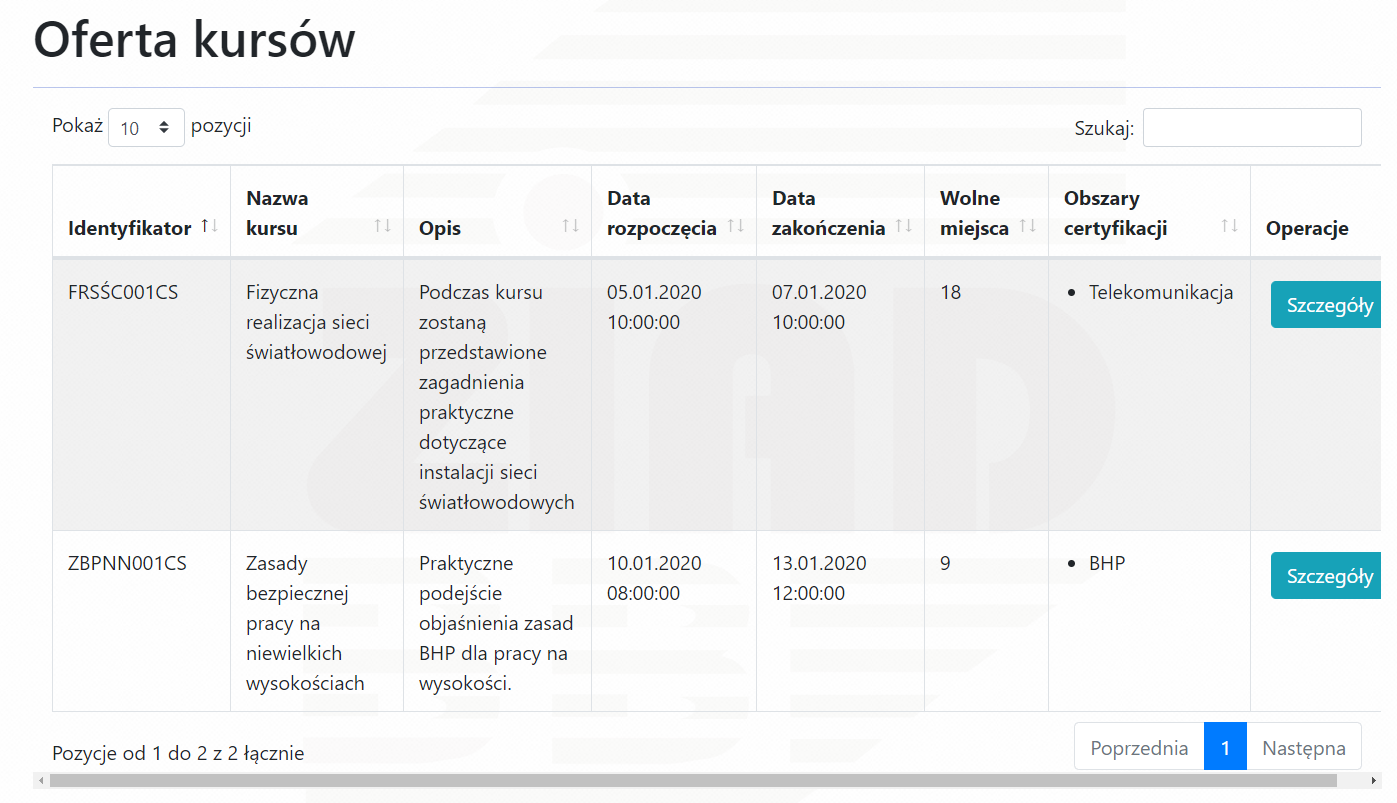 Oferta kursów
Pokaż 10 pozycji
Szukaj:
Identyfikator
Nazwa
kursu
Opis
Data
rozpoczęcia
Data
zakończenia
Wolne
miejsca
Obszary
certyfikacji
Operacje
FRSŚC001CS
Fizyczna
realizacja sieci
światłowodowej
Podczas kursu
zostaną
przedstawione
zagadnienia
praktyczne
dotyczące
instalacji sieci
światłowodowych
05.01.2020
10:00:00
07.01.2020
10:00:00
18
• Telekomunikacja
Szczegóły
ZBPNN001CS
Zasady
bezpiecznej
pracy na
niewielkich
wysokościach
Praktyczne
podejście
objaśnienia zasad
BHP dla pracy na
wysokości.
10.01.2020
08:00:00
13.01.2020
12:00:00
9
• BHP
Szczegóły
Pozycje od 1 do 2 z 2 łącznie
Poprzednia 1 Następna
ZIAD